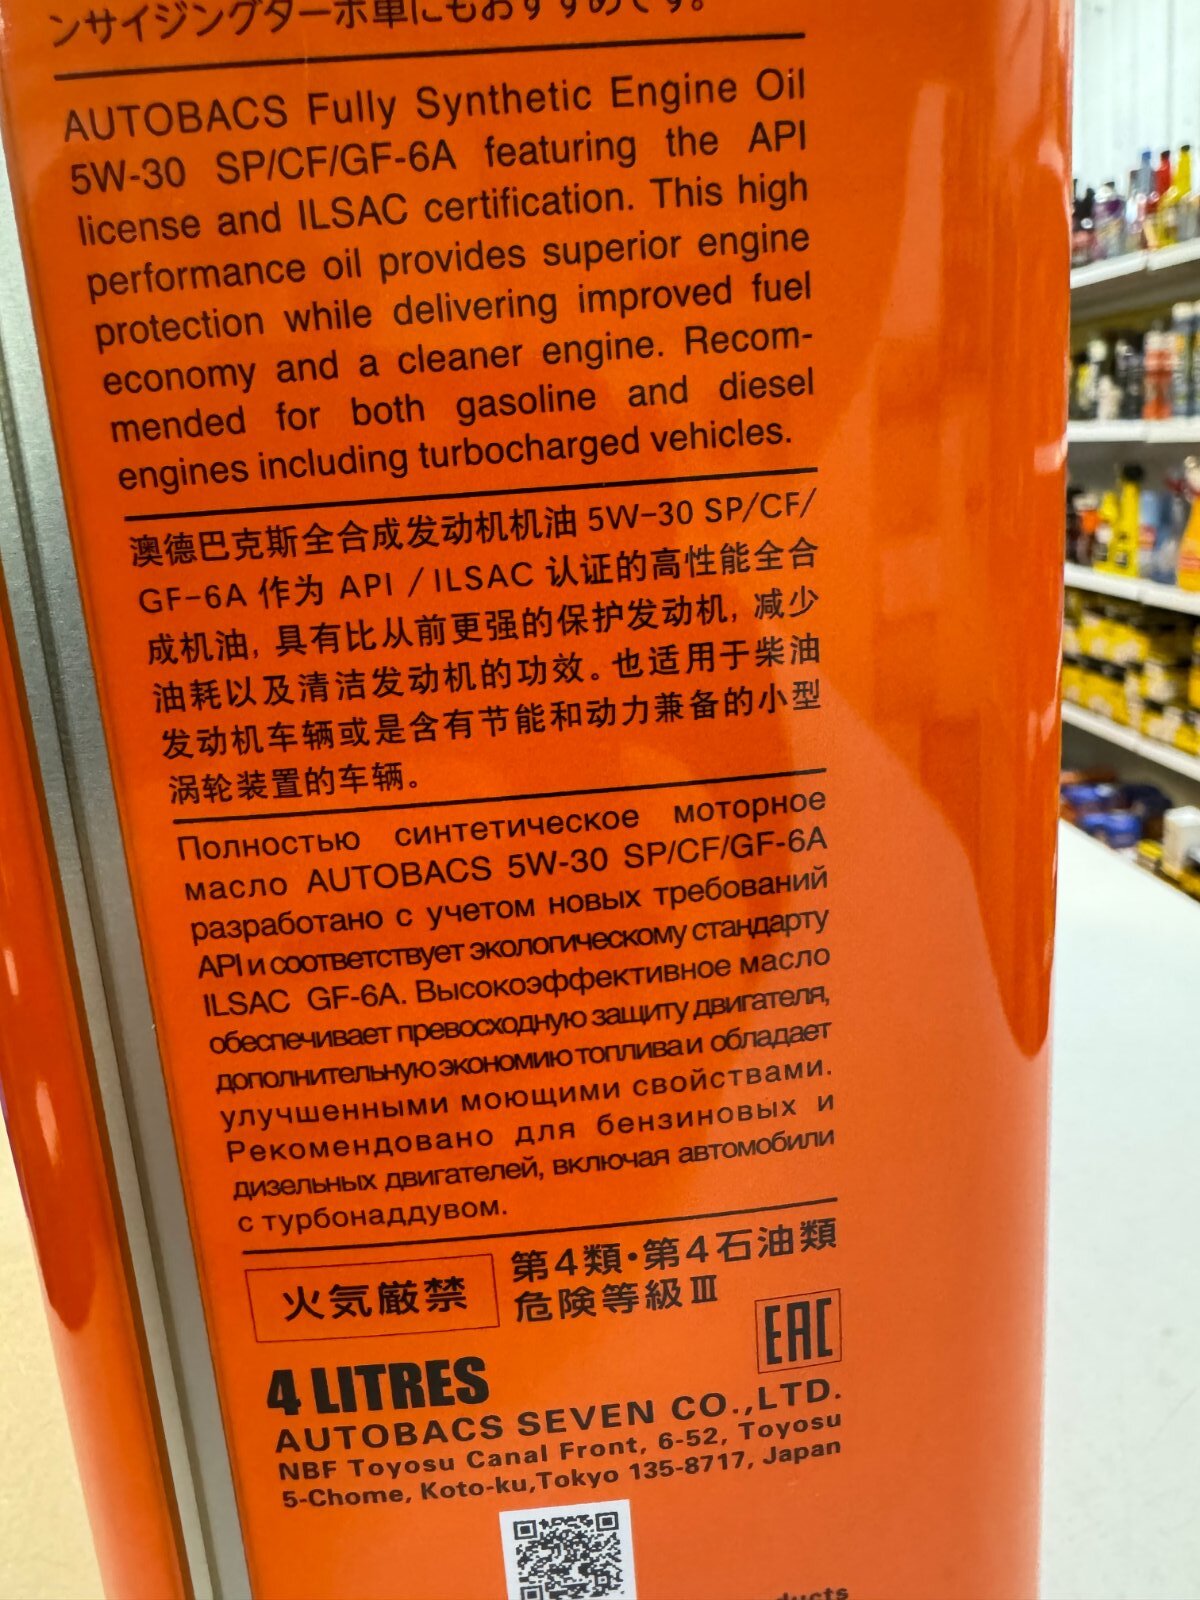 ンサイジングターボ車にもおすすめです。
AUTOBACS Fully Synthetic Engine Oil
5W-30 SP/CF/GF-6A featuring the API
license and ILSAC certification. This high
performance oil provides superior engine
protection while delivering improved fuel
economy and a cleaner engine. Recom-
mended for both gasoline and diesel
engines including turbocharged vehicles.
澳德巴克斯全合成发动机机油 5W-30 SP/CF/
GF-6A 作为 API / ILSAC 认证的高性能全合
成机油, 具有比从前更强的保护发动机, 减少
油耗以及清洁发动机的功效。也适用于柴油
发动机车辆或是含有节能和动力兼备的小型
涡轮装置的车辆。
Полностью синтетическое моторное
масло AUTOBACS 5W-30 SP/CF/GF-6A
разработано с учетом новых требований
API и соответствует экологическому стандарту
ILSAC GF-6A. Высокоэффективное масло
обеспечивает превосходную защиту двигателя,
дополнительную экономию топлива и обладает
улучшенными моющими свойствами.
Рекомендовано для бензиновых и
дизельных двигателей, включая автомобили
с турбонаддувом.
火気厳禁
第4類・第4石油類
危険等級Ⅲ
EAC
4 LITRES
AUTOBACS SEVEN CO.,LTD.
NBF Toyosu Canal Front, 6-52, Toyosu
5-Chome, Koto-ku,Tokyo 135-8717, Japan